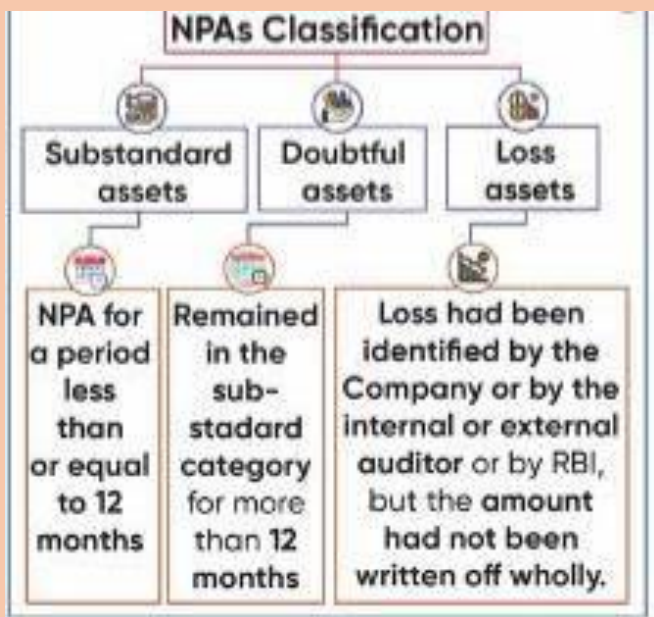 NPAs Classification
Substandard
assets
Doubtful
assets
Loss
assets
NPA for
a period
less
than
or equal
to 12
months
Remained
in the
sub-
stadard
category
for more
than 12
months
Loss had been
identified by the
Company or by the
internal or external
auditor or by RBI,
but the amount
had not been
written off wholly.